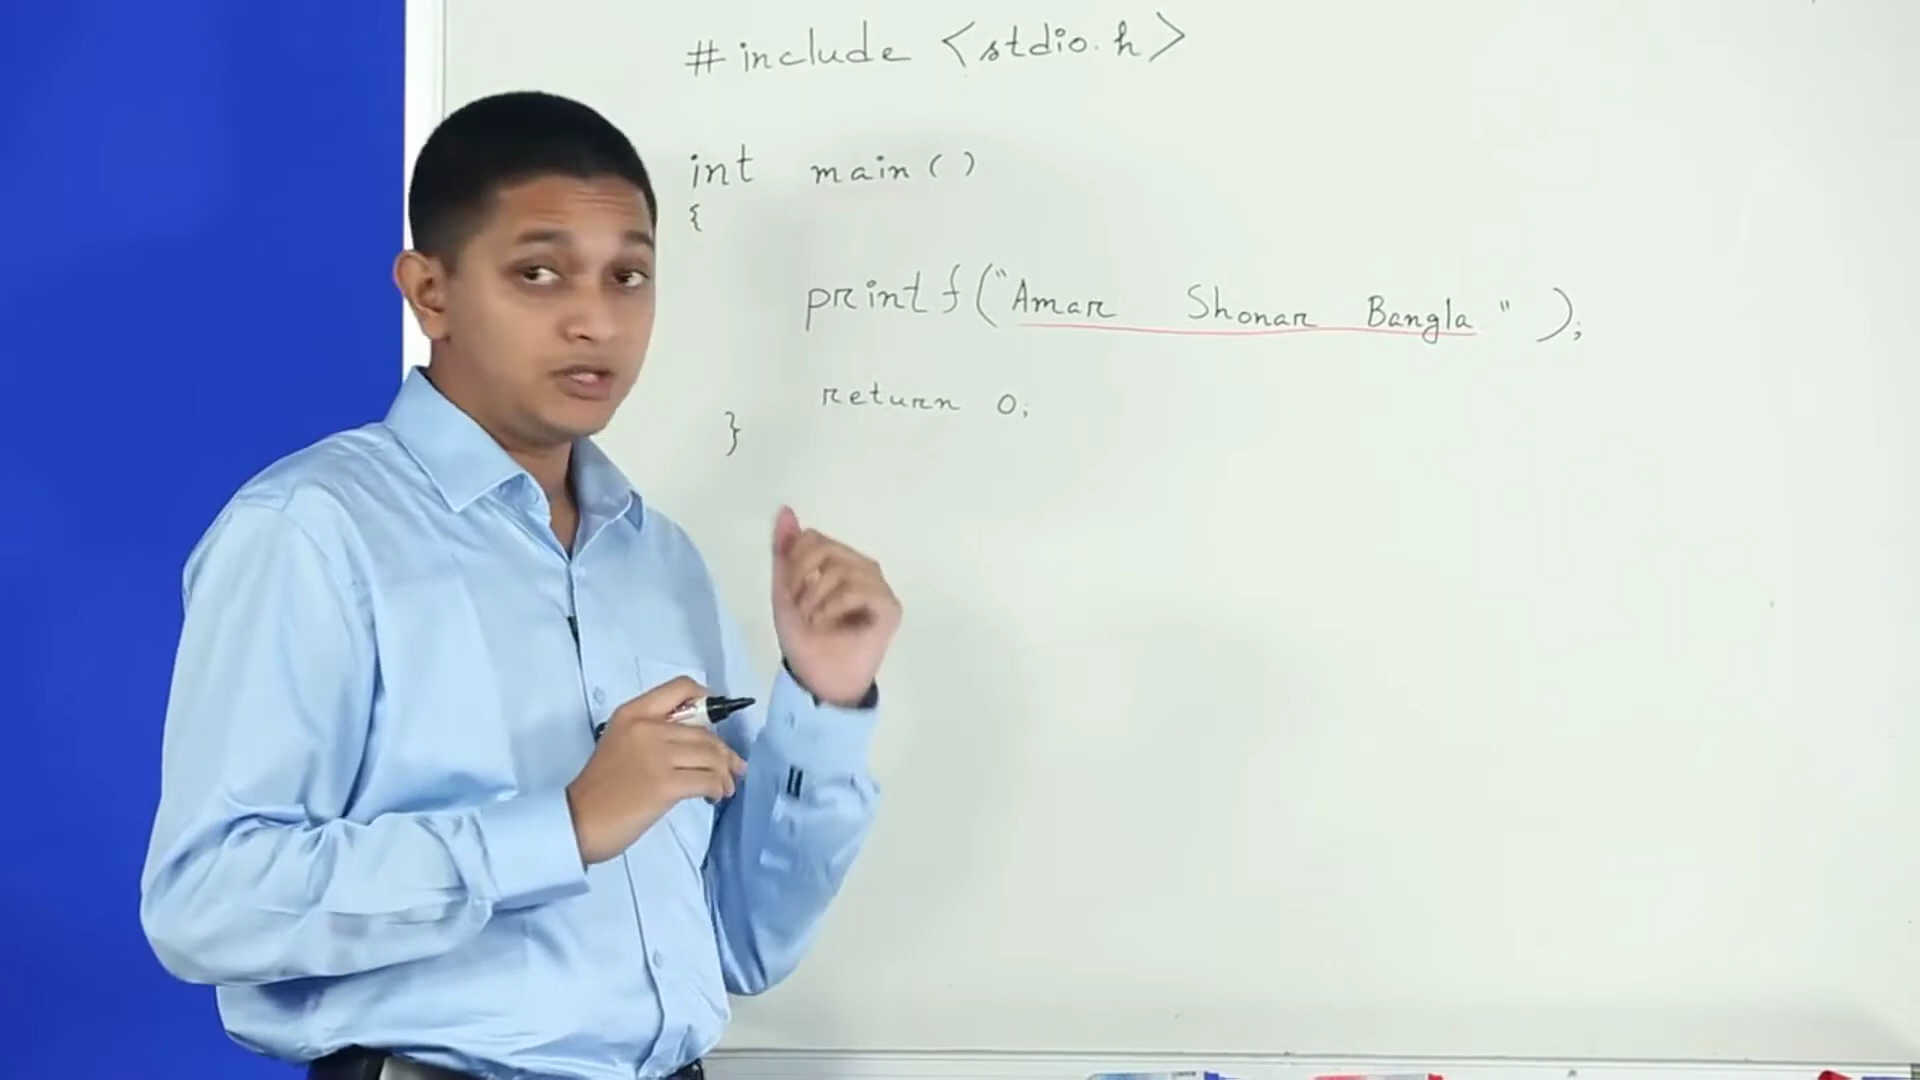 #include <stdio.h>
int main()
{
printf("Amar Shonar Bangla");
return 0;
}